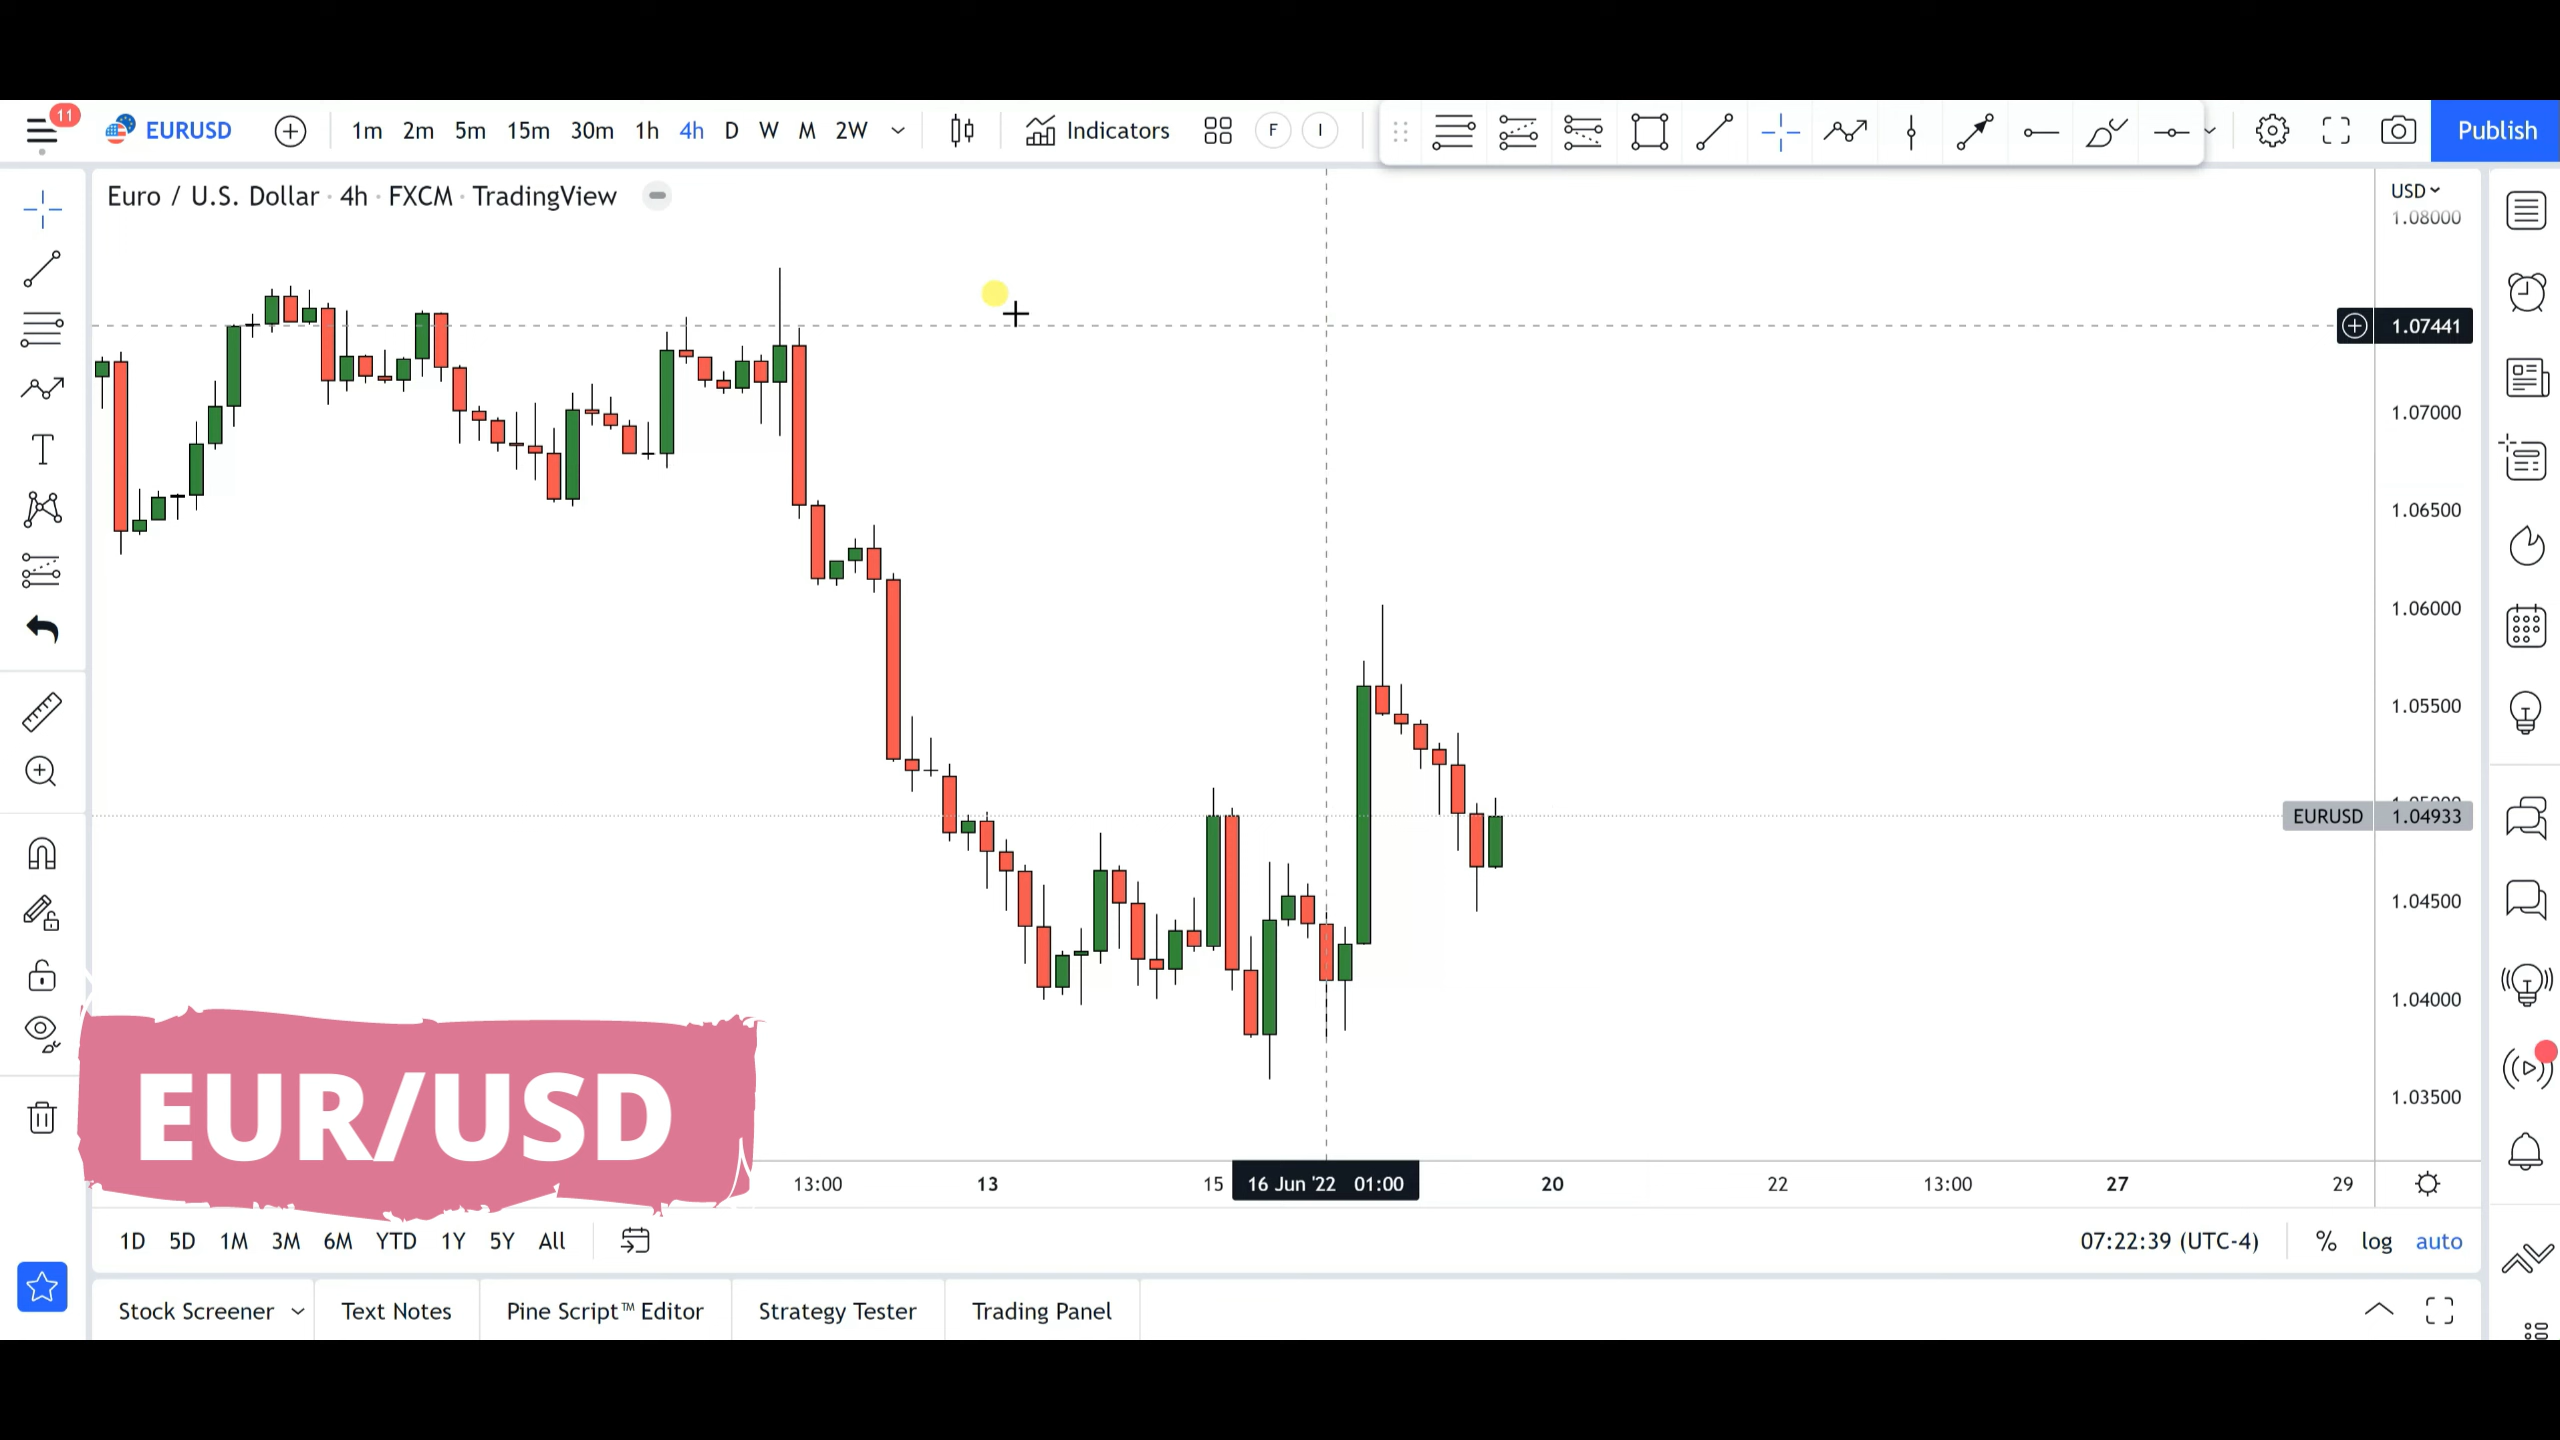 11
EURUSD 1m 2m 5m 15m 30m 1h 4h D W M 2W Indicators F I Publish
Euro / U.S. Dollar · 4h · FXCM · TradingView
USD
1.08000
1.07441
1.07000
1.06500
1.06000
1.05500
EURUSD 1.04933
1.04500
1.04000
1.03500
EUR/USD
13:00 13 15 16 Jun '22 01:00 20 22 13:00 27 29
1D 5D 1M 3M 6M YTD 1Y 5Y All 07:22:39 (UTC-4) % log auto
Stock Screener Text Notes Pine Script™ Editor Strategy Tester Trading Panel